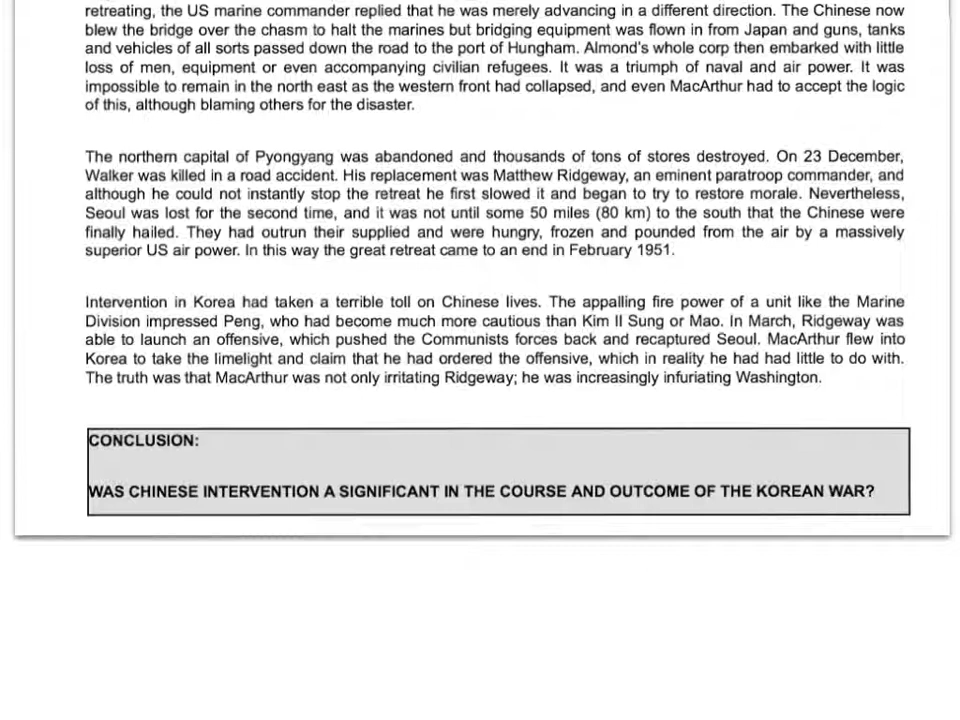 retreating, the US marine commander replied that he was merely advancing in a different direction. The Chinese now
blew the bridge over the chasm to halt the marines but bridging equipment was flown in from Japan and guns, tanks
and vehicles of all sorts passed down the road to the port of Hungham. Almond's whole corp then embarked with little
loss of men, equipment or even accompanying civilian refugees. It was a triumph of naval and air power. It was
impossible to remain in the north east as the western front had collapsed, and even MacArthur had to accept the logic
of this, although blaming others for the disaster.
The northern capital of Pyongyang was abandoned and thousands of tons of stores destroyed. On 23 December,
Walker was killed in a road accident. His replacement was Matthew Ridgeway, an eminent paratroop commander, and
although he could not instantly stop the retreat he first slowed it and began to try to restore morale. Nevertheless,
Seoul was lost for the second time, and it was not until some 50 miles (80 km) to the south that the Chinese were
finally hailed. They had outrun their supplied and were hungry, frozen and pounded from the air by a massively
superior US air power. In this way the great retreat came to an end in February 1951.
Intervention in Korea had taken a terrible toll on Chinese lives. The appalling fire power of a unit like the Marine
Division impressed Peng, who had become much more cautious than Kim Il Sung or Mao. In March, Ridgeway was
able to launch an offensive, which pushed the Communists forces back and recaptured Seoul. MacArthur flew into
Korea to take the limelight and claim that he had ordered the offensive, which in reality he had had little to do with.
The truth was that MacArthur was not only irritating Ridgeway; he was increasingly infuriating Washington.
CONCLUSION:
WAS CHINESE INTERVENTION A SIGNIFICANT IN THE COURSE AND OUTCOME OF THE KOREAN WAR?